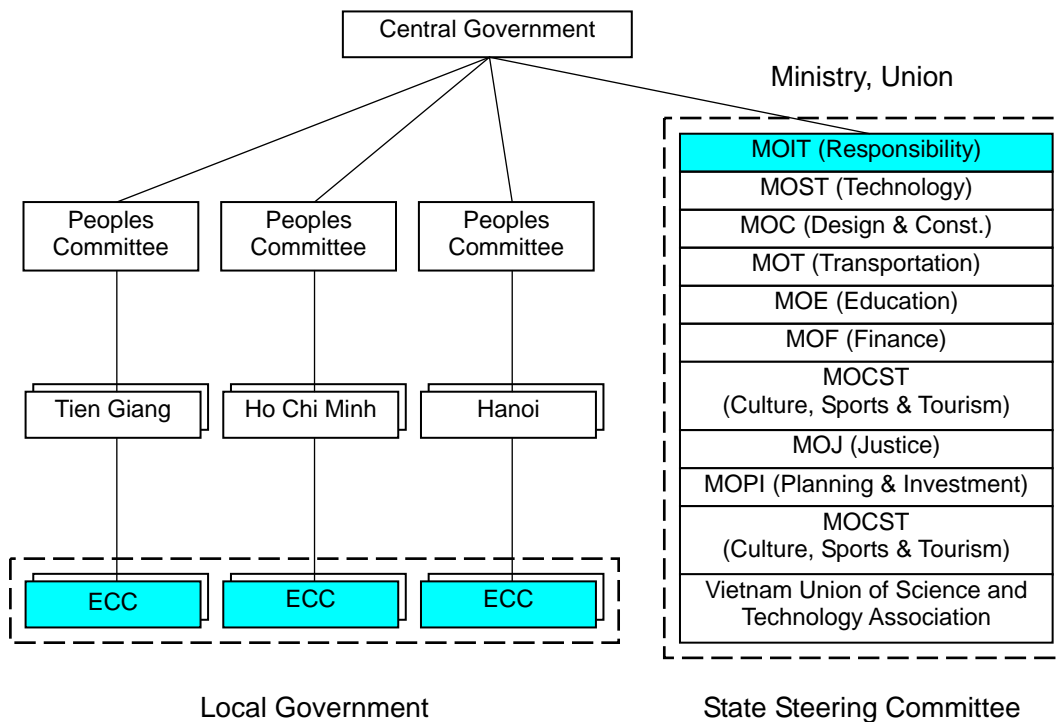 Central Government
Ministry, Union
MOIT (Responsibility)
MOST (Technology)
MOC (Design & Const.)
MOT (Transportation)
MOE (Education)
MOF (Finance)
MOCST
(Culture, Sports & Tourism)
MOJ (Justice)
MOPI (Planning & Investment)
MOCST
(Culture, Sports & Tourism)
Vietnam Union of Science and
Technology Association
Peoples
Committee
Peoples
Committee
Peoples
Committee
Tien Giang
Ho Chi Minh
Hanoi
ECC
ECC
ECC
Local Government
State Steering Committee